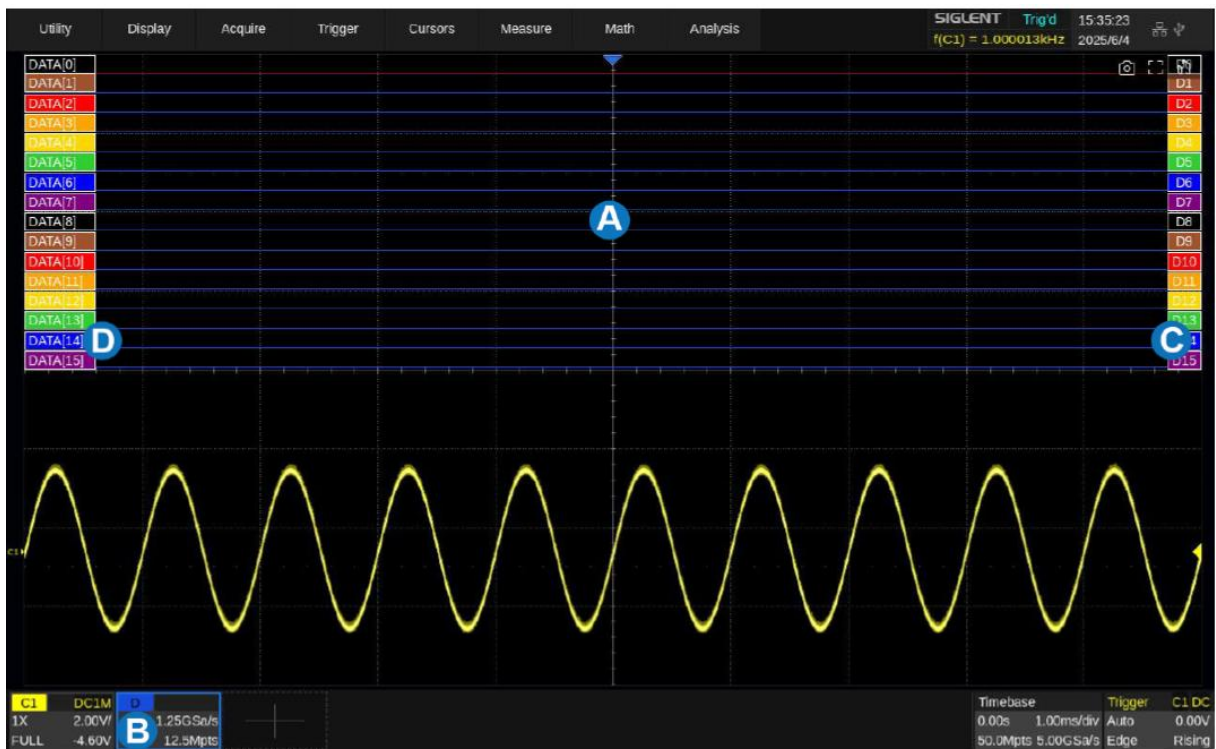 Utility Display Acquire Trigger Cursors Measure Math Analysis SIGLENT Trig'd 15:35:23
f(C1) = 1.000013kHz 2025/6/4
DATA[0]
DATA[1] D1
DATA[2] D2
DATA[3] D3
DATA[4] D4
DATA[5] D5
DATA[6] D6
DATA[7] D7
A
DATA[8] D8
DATA[9] D9
DATA[10] D10
DATA[11] D11
DATA[12] D12
DATA[13] D13
DATA[14] D C 4
DATA[15] D15
C1
C1 DC1M D Timebase Trigger C1 DC
1X 2.00V/ B 1.25GSa/s 0.00s 1.00ms/div Auto 0.00V
FULL -4.60V 12.5Mpts 50.0Mpts 5.00GSa/s Edge Rising